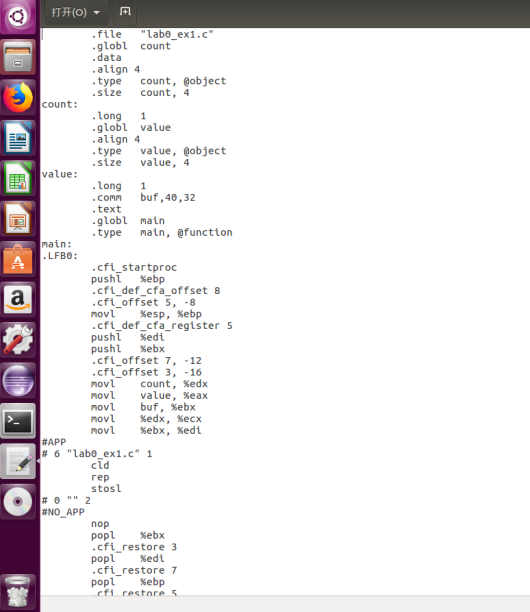 打开(O)
.file "lab0_ex1.c"
.globl count
.data
.align 4
.type count, @object
.size count, 4
count:
.long 1
.globl value
.align 4
.type value, @object
.size value, 4
value:
.long 1
.comm buf,40,32
.text
.globl main
.type main, @function
main:
.LFB0:
.cfi_startproc
pushl %ebp
.cfi_def_cfa_offset 8
.cfi_offset 5, -8
movl %esp, %ebp
.cfi_def_cfa_register 5
pushl %edi
pushl %ebx
.cfi_offset 7, -12
.cfi_offset 3, -16
movl count, %edx
movl value, %eax
movl buf, %ebx
movl %edx, %ecx
movl %ebx, %edi
#APP
# 6 "lab0_ex1.c" 1
cld
rep
stosl
# 0 "" 2
#NO_APP
nop
popl %ebx
.cfi_restore 3
popl %edi
.cfi_restore 7
popl %ebp
.cfi_restore 5